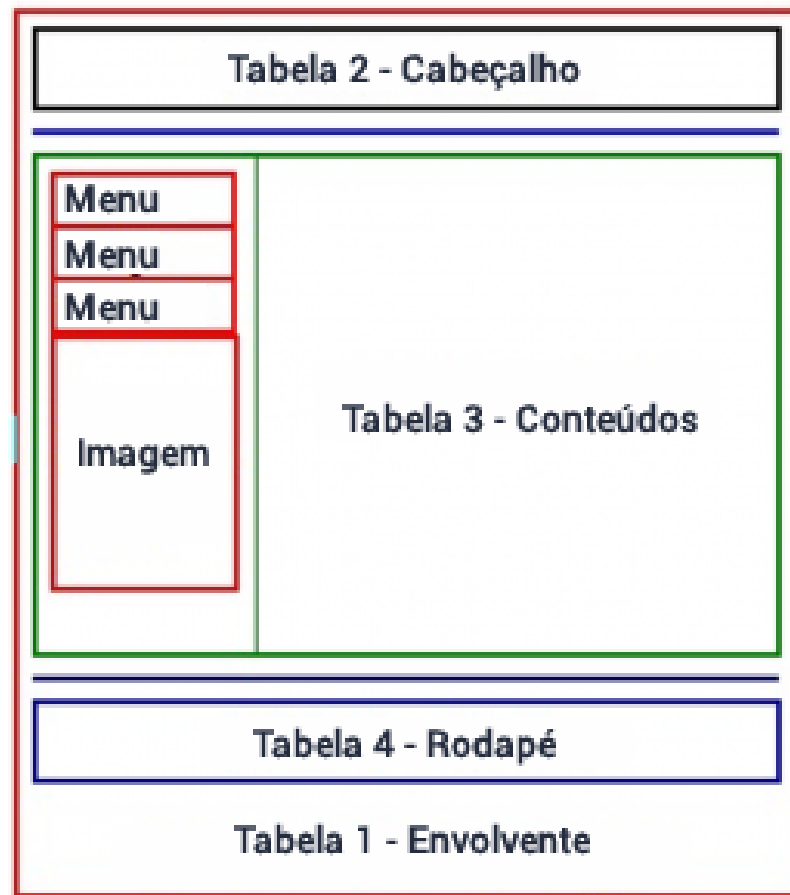 Tabela 2 - Cabeçalho
Menu
Menu
Menu
Imagem
Tabela 3 - Conteúdos
Tabela 4 - Rodapé
Tabela 1 - Envolvente